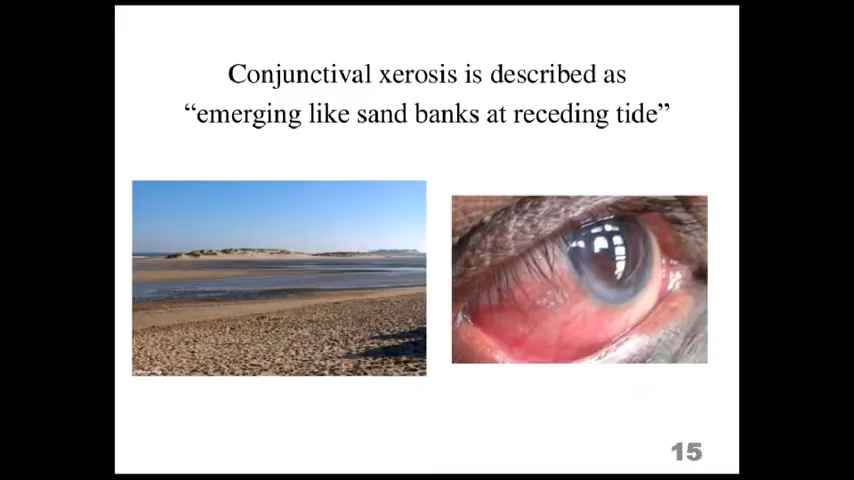 Conjunctival xerosis is described as
“emerging like sand banks at receding tide”
15